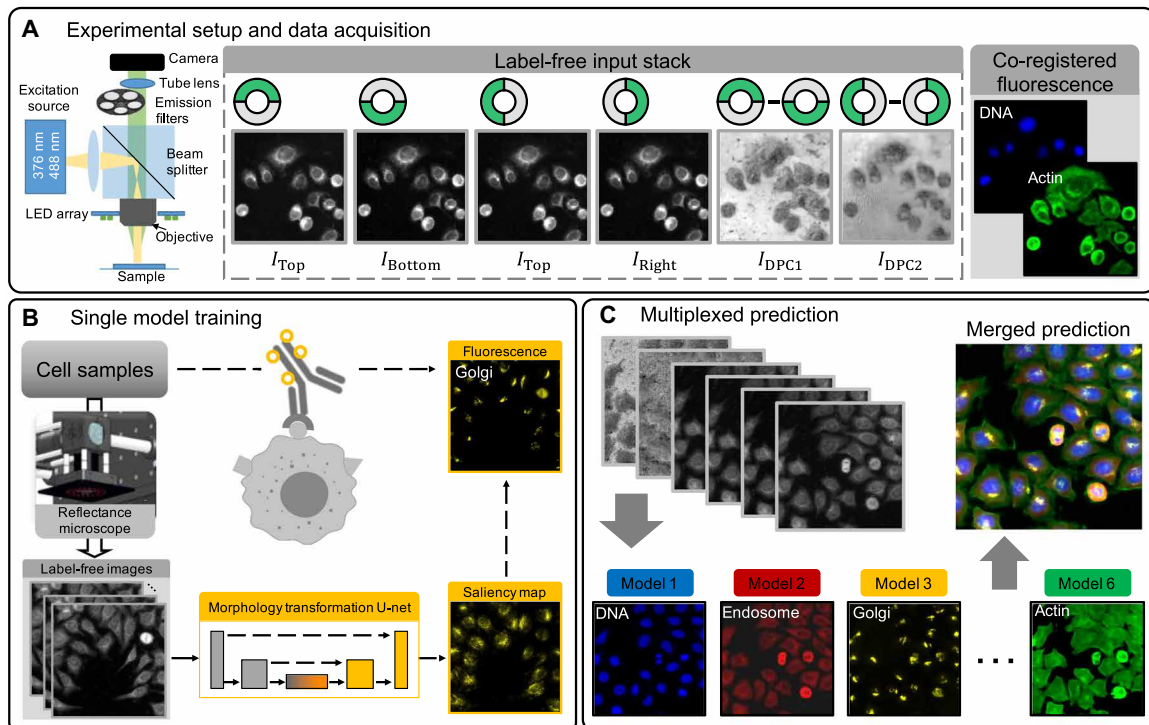 A Experimental setup and data acquisition
Camera
Tube lens
Excitation
source
Emission
filters
376 nm
488 nm
Beam
splitter
LED array
Objective
Sample
Label-free input stack
I_Top
I_Bottom
I_Top
I_Right
I_DPC1
I_DPC2
Co-registered
fluorescence
DNA
Actin
B Single model training
Cell samples
Reflectance
microscope
Label-free images
Morphology transformation U-net
Fluorescence
Golgi
Saliency map
C Multiplexed prediction
Merged prediction
Model 1
DNA
Model 2
Endosome
Model 3
Golgi
...
Model 6
Actin